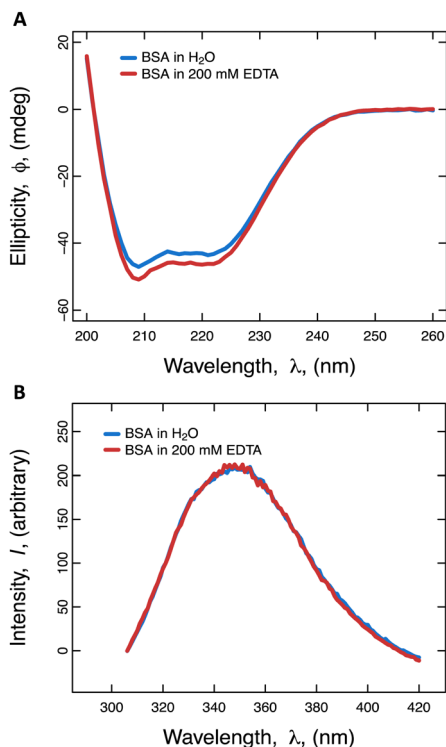 A
BSA in H₂O
BSA in 200 mM EDTA
Ellipticity, ϕ, (mdeg)
20
0
-20
-40
-60
200 210 220 230 240 250 260
Wavelength, λ, (nm)
B
BSA in H₂O
BSA in 200 mM EDTA
Intensity, I, (arbitrary)
250
200
150
100
50
0
300 320 340 360 380 400 420
Wavelength, λ, (nm)